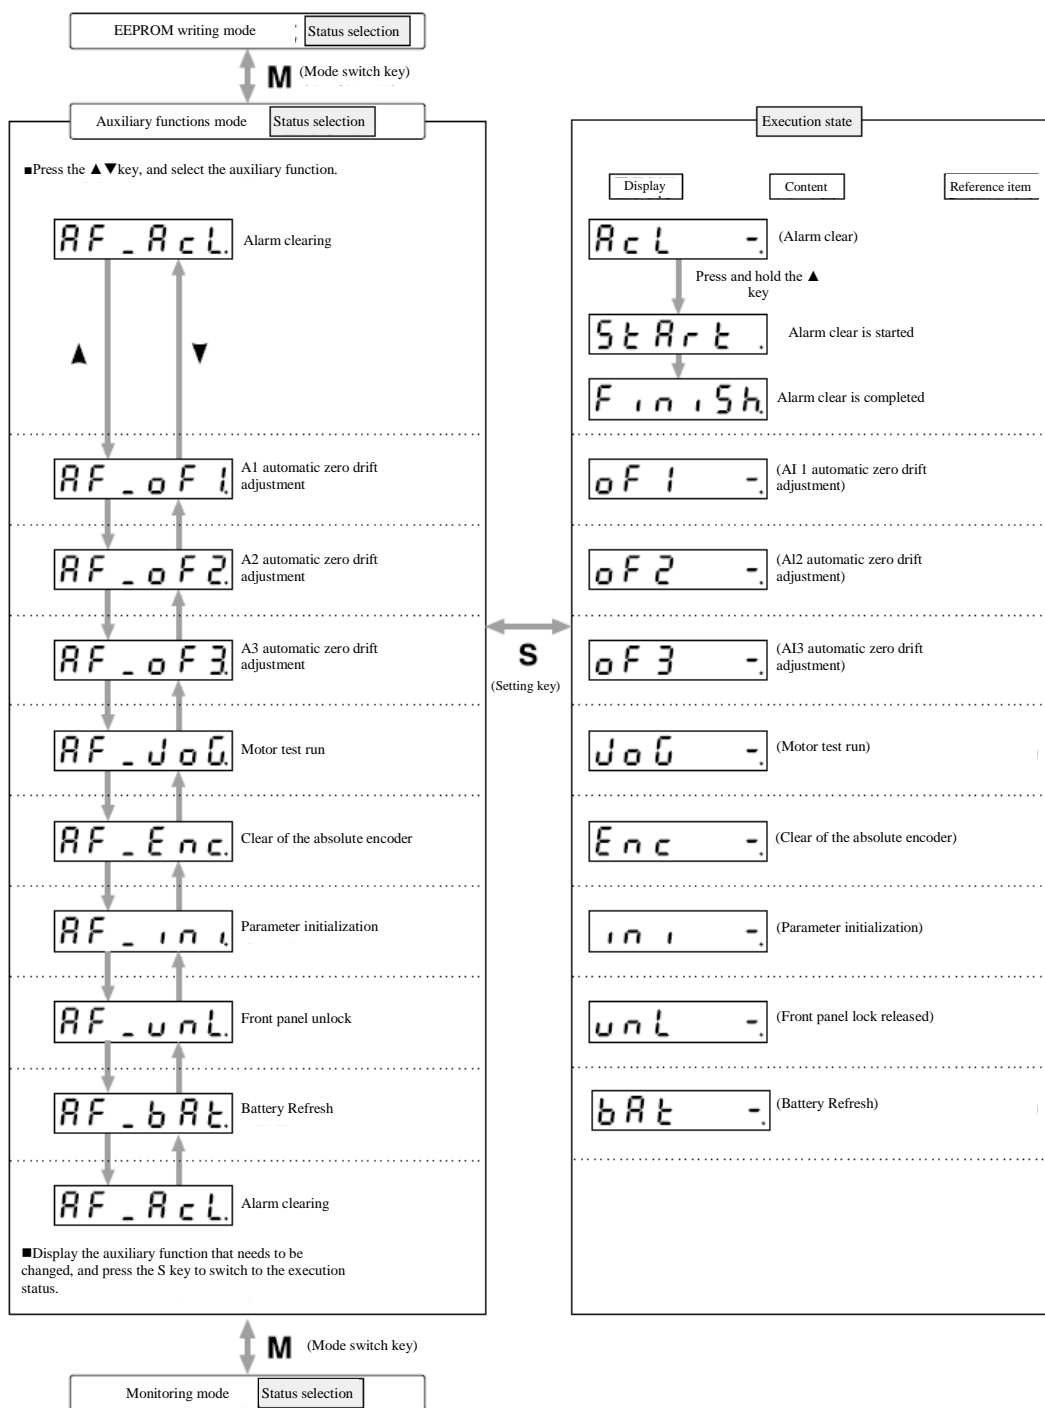 EEPROM writing mode Status selection
M (Mode switch key)
Auxiliary functions mode Status selection
Execution state
■Press the ▲▼key, and select the auxiliary function.
Display Content Reference item
AF_AcL. Alarm clearing
AcL -. (Alarm clear)
Press and hold the ▲
key
▲ ▼
StArt . Alarm clear is started
FiniSh. Alarm clear is completed
AF_oF1. A1 automatic zero drift
adjustment
oF1 -. (AI 1 automatic zero drift
adjustment)
AF_oF2. A2 automatic zero drift
adjustment
oF2 -. (Al2 automatic zero drift
adjustment)
AF_oF3. A3 automatic zero drift
adjustment
oF3 -. (AI3 automatic zero drift
adjustment)
S
(Setting key)
AF_JoG. Motor test run
JoG -. (Motor test run)
AF_Enc. Clear of the absolute encoder
Enc -. (Clear of the absolute encoder)
AF_ini. Parameter initialization
ini -. (Parameter initialization)
AF_unL. Front panel unlock
unL -. (Front panel lock released)
AF_bAt. Battery Refresh
bAt -. (Battery Refresh)
AF_AcL. Alarm clearing
■Display the auxiliary function that needs to be
changed, and press the S key to switch to the execution
status.
M (Mode switch key)
Monitoring mode Status selection